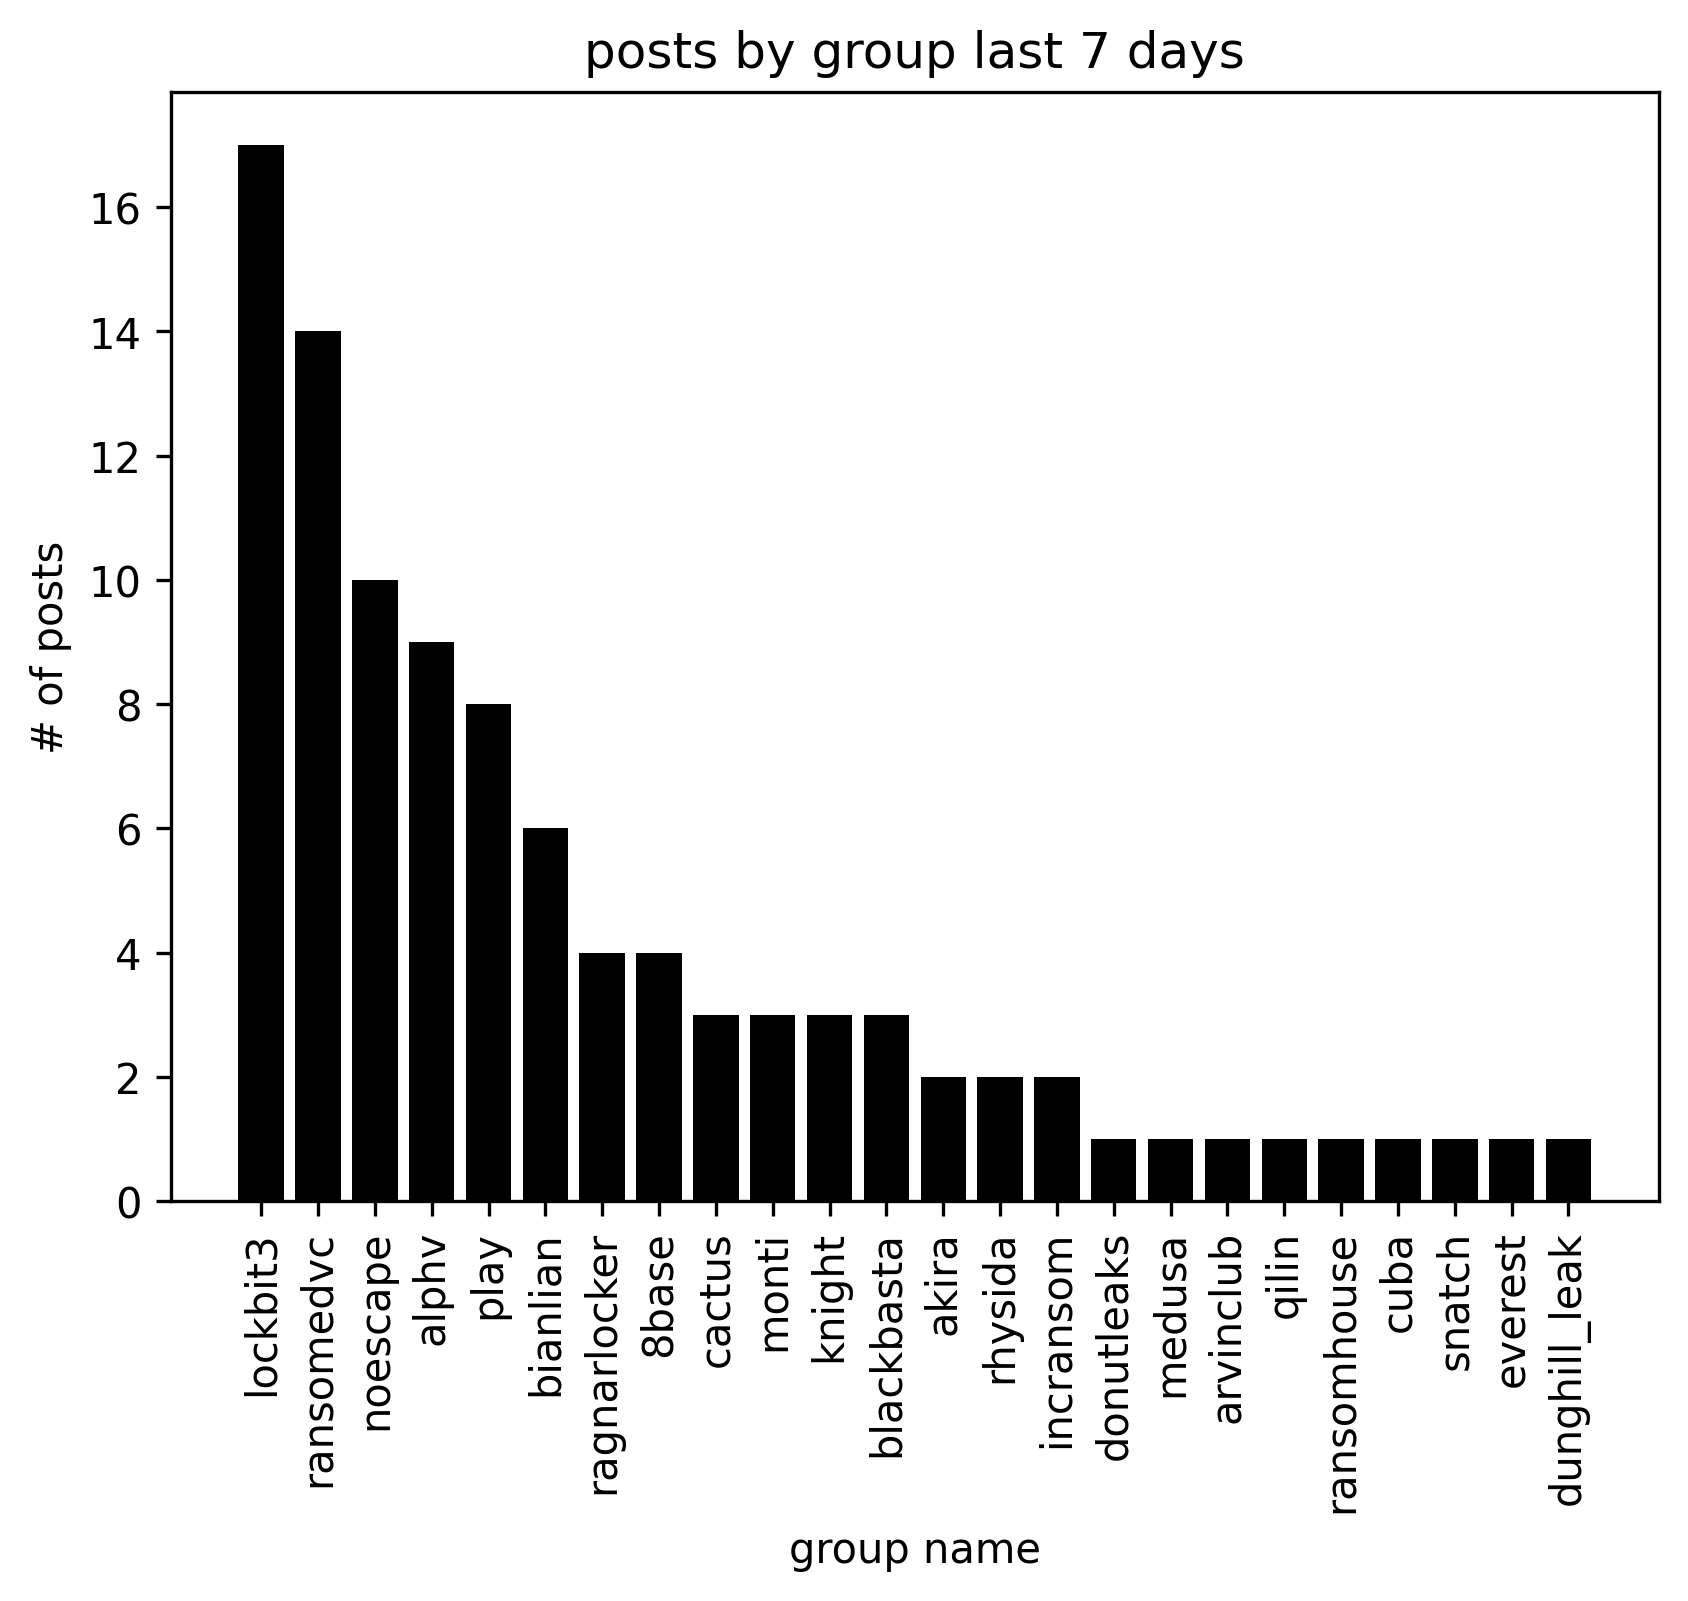 posts by group last 7 days
# of posts
16
14
12
10
8
6
4
2
0
lockbit3
ransomedvc
noescape
alphv
play
bianlian
ragnarlocker
8base
cactus
monti
knight
blackbasta
akira
rhysida
incransom
donutleaks
medusa
arvinclub
qilin
ransomhouse
cuba
snatch
everest
dunghill_leak
group name